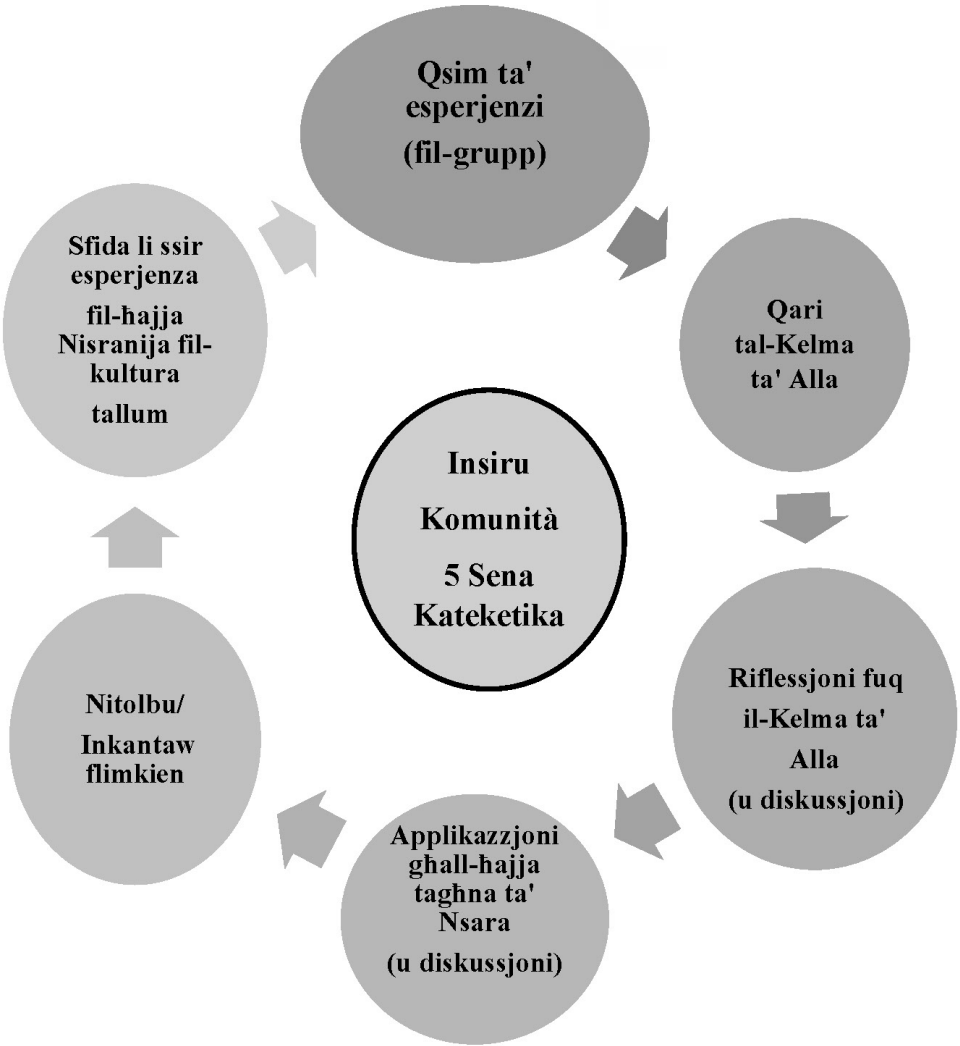 Qsim ta'
esperjenzi
(fil-grupp)
Qari
tal-Kelma
ta' Alla
Riflessjoni fuq
il-Kelma ta'
Alla
(u diskussjoni)
Applikazzjoni
għall-ħajja
tagħna ta'
Nsara
(u diskussjoni)
Nitolbu/
Inkantaw
flimkien
Sfida li ssir
esperjenza
fil-ħajja
Nisranija fil-
kultura
tallum
Insiru
Komunità
5 Sena
Kateketika